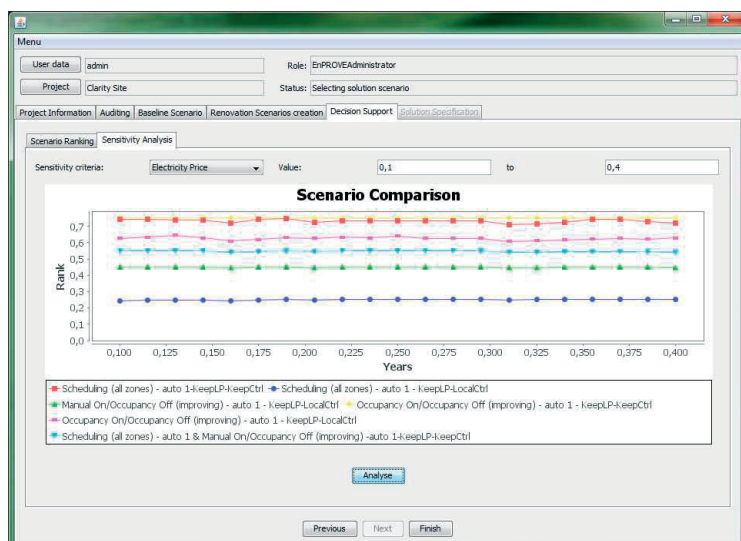 Menu
User data admin Role: EnPROVEAdministrator
Project Clarity Site Status: Selecting solution scenario
Project Information Auditing Baseline Scenario Renovation Scenarios creation Decision Support Solution Specification
Scenario Ranking Sensitivity Analysis
Sensitivity criteria: Electricity Price Value: 0,1 to 0,4
Scenario Comparison
0,7
0,6
0,5
0,4
0,3
0,2
0,1
0,0
Rank
0,100 0,125 0,150 0,175 0,200 0,225 0,250 0,275 0,300 0,325 0,350 0,375 0,400
Years
Scheduling (all zones) - auto 1-KeepLP-KeepCtrl Scheduling (all zones) - auto 1 - KeepLP-LocalCtrl
Manual On/Occupancy Off (improving) - auto 1 - KeepLP-LocalCtrl Occupancy On/Occupancy Off (improving) - auto 1 - KeepLP-KeepCtrl
Occupancy On/Occupancy Off (improving) - auto 1 - KeepLP-LocalCtrl
Scheduling (all zones) - auto 1 & Manual On/Occupancy Off (improving) -auto 1-KeepLP-KeepCtrl
Analyse
Previous Next Finish